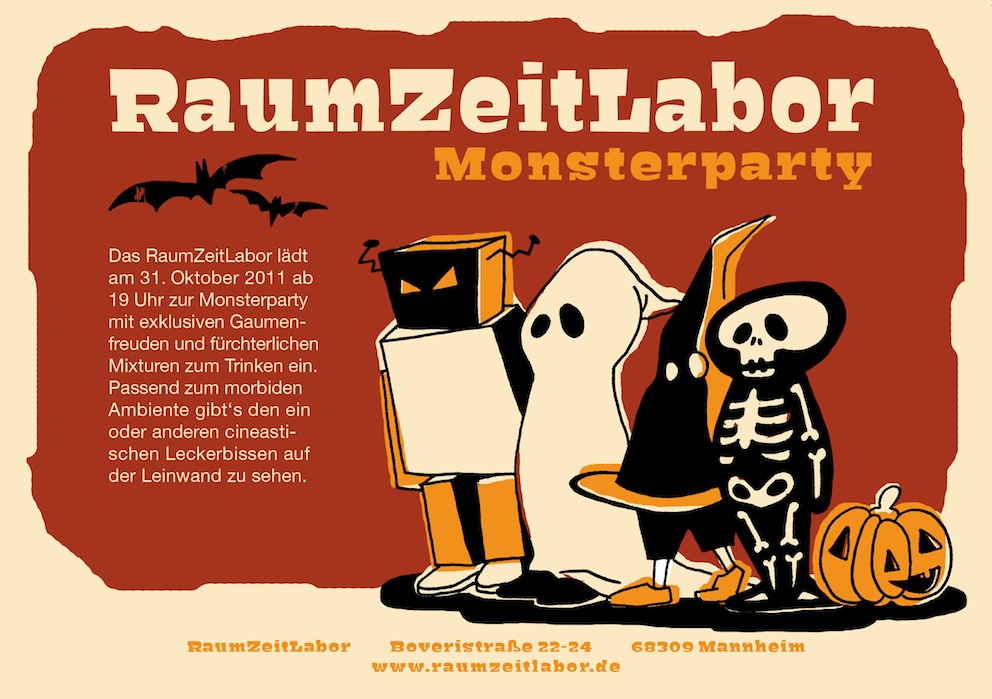 RaumZeitLabor
Monsterparty
Das RaumZeitLabor lädt
am 31. Oktober 2011 ab
19 Uhr zur Monsterparty
mit exklusiven Gaumen-
freuden und fürchterlichen
Mixturen zum Trinken ein.
Passend zum morbiden
Ambiente gibt‘s den ein
oder anderen cineasti-
schen Leckerbissen auf
der Leinwand zu sehen.
RaumZeitLabor Boveristraße 22-24 68309 Mannheim
www.raumzeitlabor.de